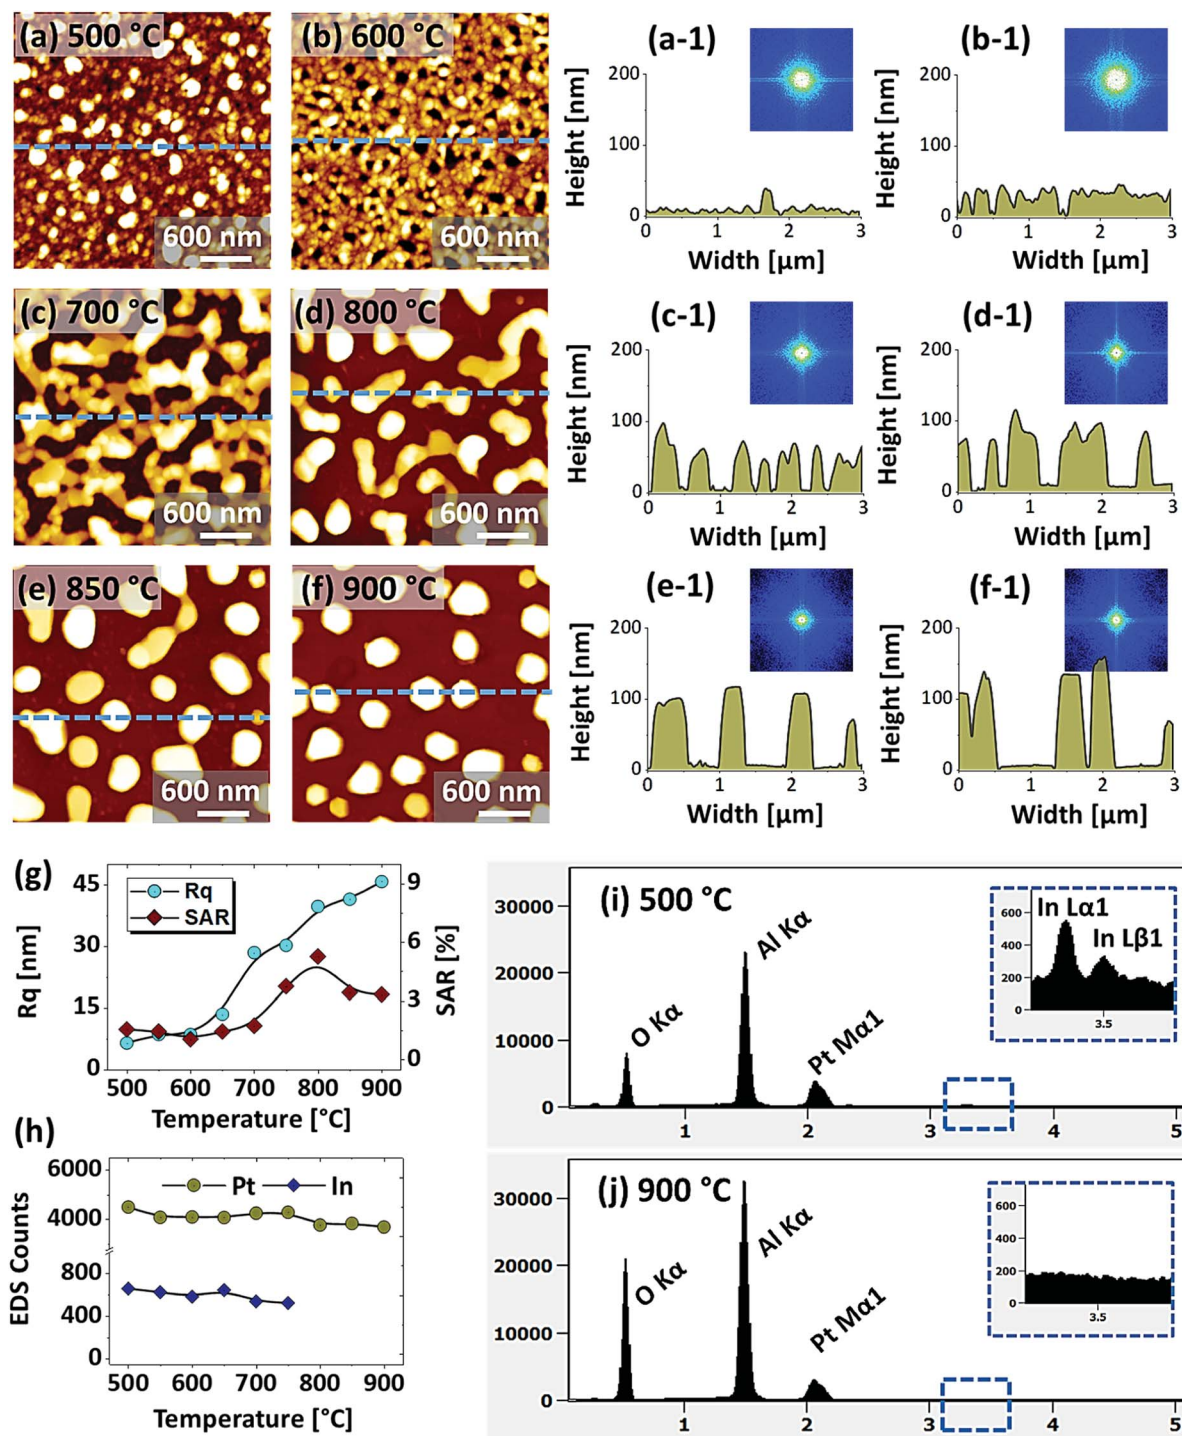 (a) 500 °C
600 nm
(b) 600 °C
600 nm
(a-1)
Height [nm]
200
100
0
0 1 2 3
Width [μm]
(b-1)
Height [nm]
200
100
0
0 1 2 3
Width [μm]
(c) 700 °C
600 nm
(d) 800 °C
600 nm
(c-1)
Height [nm]
200
100
0
0 1 2 3
Width [μm]
(d-1)
Height [nm]
200
100
0
0 1 2 3
Width [μm]
(e) 850 °C
600 nm
(f) 900 °C
600 nm
(e-1)
Height [nm]
200
100
0
0 1 2 3
Width [μm]
(f-1)
Height [nm]
200
100
0
0 1 2 3
Width [μm]
(g)
Rq [nm]
45
30
15
0
Rq
SAR
9
6
3
0
SAR [%]
500 600 700 800 900
Temperature [°C]
(h)
EDS Counts
6000
4000
800
400
0
Pt In
500 600 700 800 900
Temperature [°C]
(i) 500 °C
30000
20000
10000
0
O Kα
Al Kα
Pt Mα1
600
400
200
0
In Lα1
In Lβ1
3.5
1 2 3 4 5
(j) 900 °C
30000
20000
10000
0
O Kα
Al Kα
Pt Mα1
600
400
200
0
3.5
1 2 3 4 5